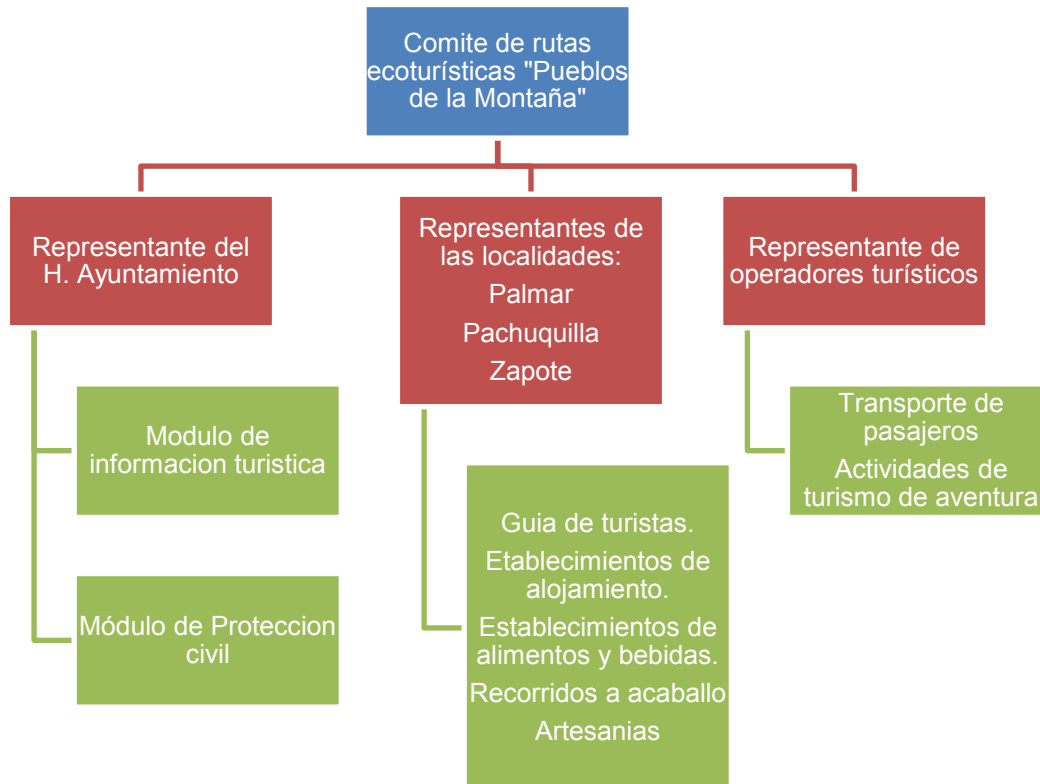 Comite de rutas
ecoturísticas "Pueblos
de la Montaña"
Representante del
H. Ayuntamiento
Representantes de
las localidades:
Palmar
Pachuquilla
Zapote
Representante de
operadores turísticos
Modulo de
informacion turistica
Módulo de Proteccion
civil
Guia de turistas.
Etablecimientos de
alojamiento.
Establecimientos de
alimentos y bebidas.
Recorridos a acaballo
Artesanias
Transporte de
pasajeros
Actividades de
turismo de aventura